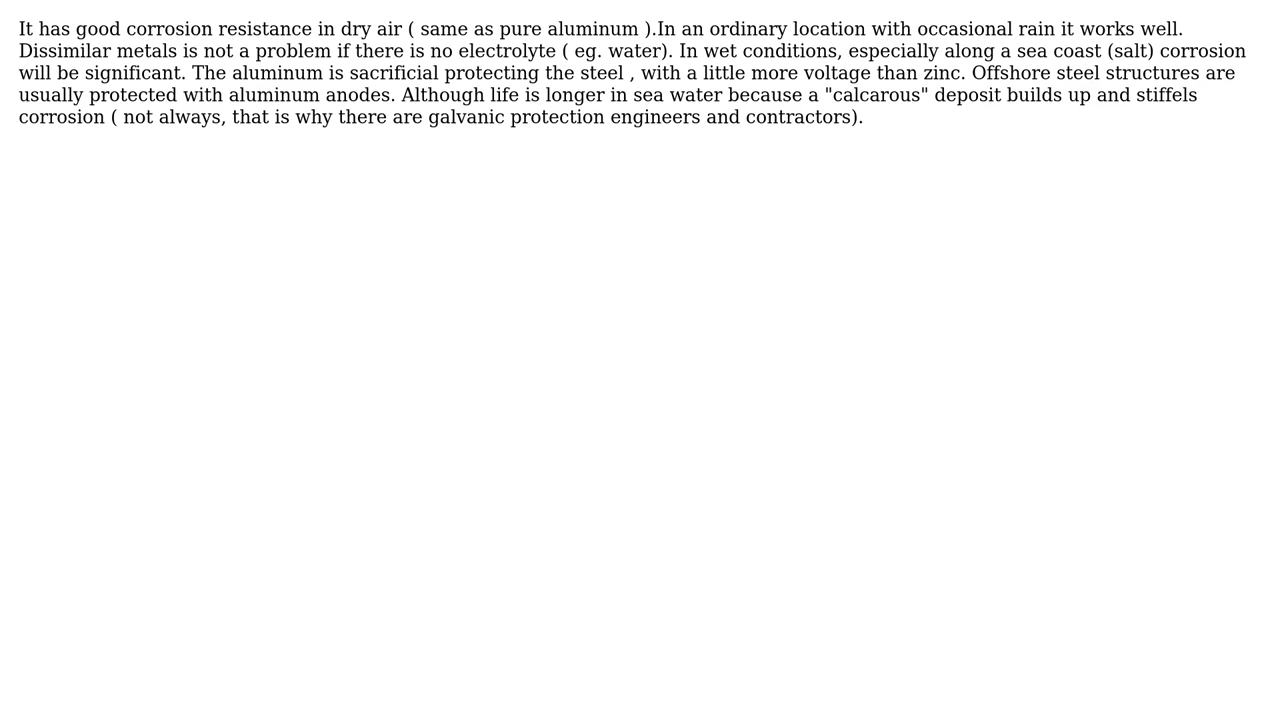 It has good corrosion resistance in dry air ( same as pure aluminum ).In an ordinary location with occasional rain it works well.
Dissimilar metals is not a problem if there is no electrolyte ( eg. water). In wet conditions, especially along a sea coast (salt) corrosion
will be significant. The aluminum is sacrificial protecting the steel , with a little more voltage than zinc. Offshore steel structures are
usually protected with aluminum anodes. Although life is longer in sea water because a "calcarous" deposit builds up and stiffels
corrosion ( not always, that is why there are galvanic protection engineers and contractors).